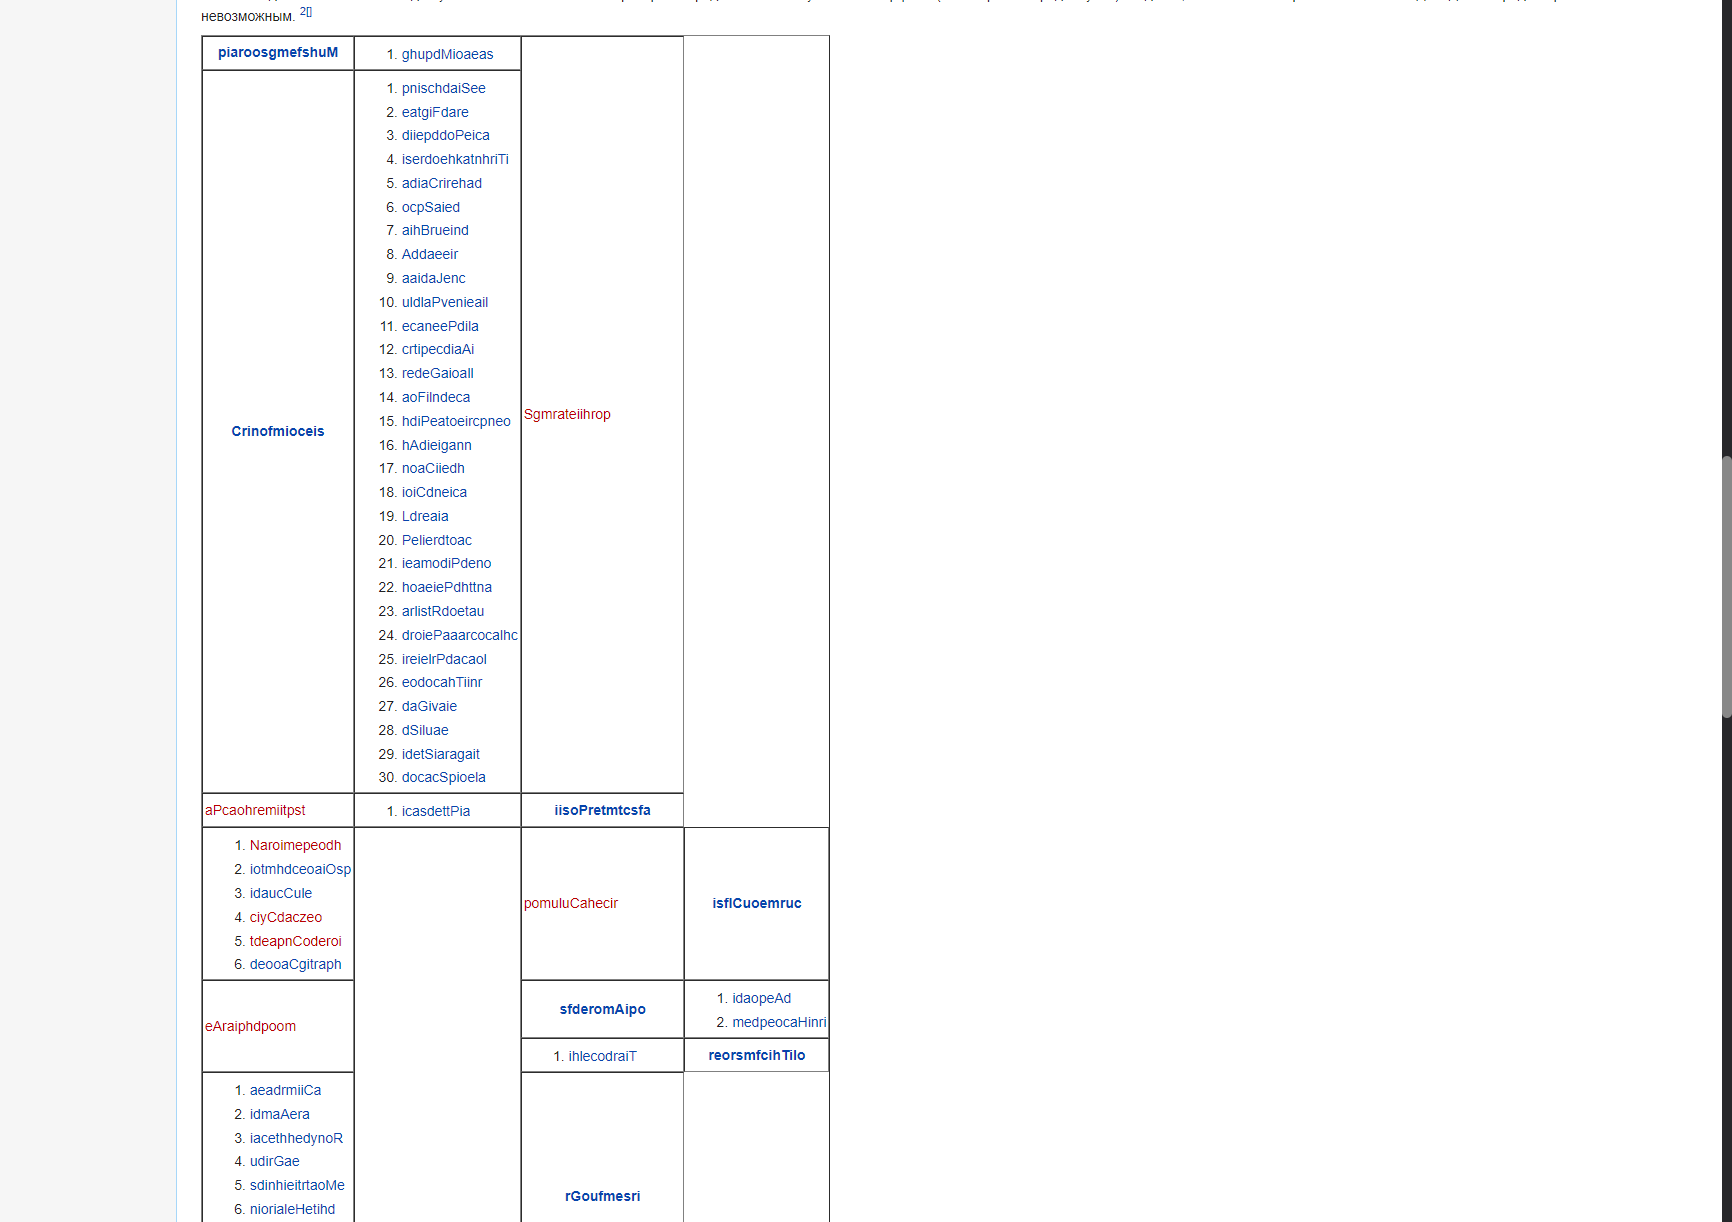 невозможным. 2[]
piaroosgmefshuM
1. ghupdMioaeas
Crinofmioceis
1. pnischdaiSee
2. eatgiFdare
3. diiepddoPeica
4. iserdoehkatnhriTi
5. adiaCrirehad
6. ocpSaied
7. aihBrueind
8. Addaeeir
9. aaidaJenc
10. uldlaPvenieail
11. ecaneePdila
12. crtipecdiaAi
13. redeGaioall
14. aoFilndeca
15. hdiPeatoeircpneo
16. hAdieigann
17. noaCiiedh
18. ioiCdneica
19. Ldreaia
20. Pelierdtoac
21. ieamodiPdeno
22. hoaeiePdhttna
23. arlistRdoetau
24. droiePaaarcocalhc
25. ireielrPdacaol
26. eodocahTiinr
27. daGivaie
28. dSiluae
29. idetSiaragait
30. docacSpioela
Sgmrateiihrop
aPcaohremiitpst
1. icasdettPia
iisoPretmtcsfa
1. Naroimepeodh
2. iotmhdceoaiOsp
3. idaucCule
4. ciyCdaczeo
5. tdeapnCoderoi
6. deooaCgitraph
pomuluCahecir
isflCuoemruc
eAraiphdpoom
sfderomAipo
1. idaopeAd
2. medpeocaHinri
1. ihlecodraiT
reorsmfcihTilo
1. aeadrmiiCa
2. idmaAera
3. iacethhedynoR
4. udirGae
5. sdinhieitrtaoMe
6. niorialeHetihd
rGoufmesri